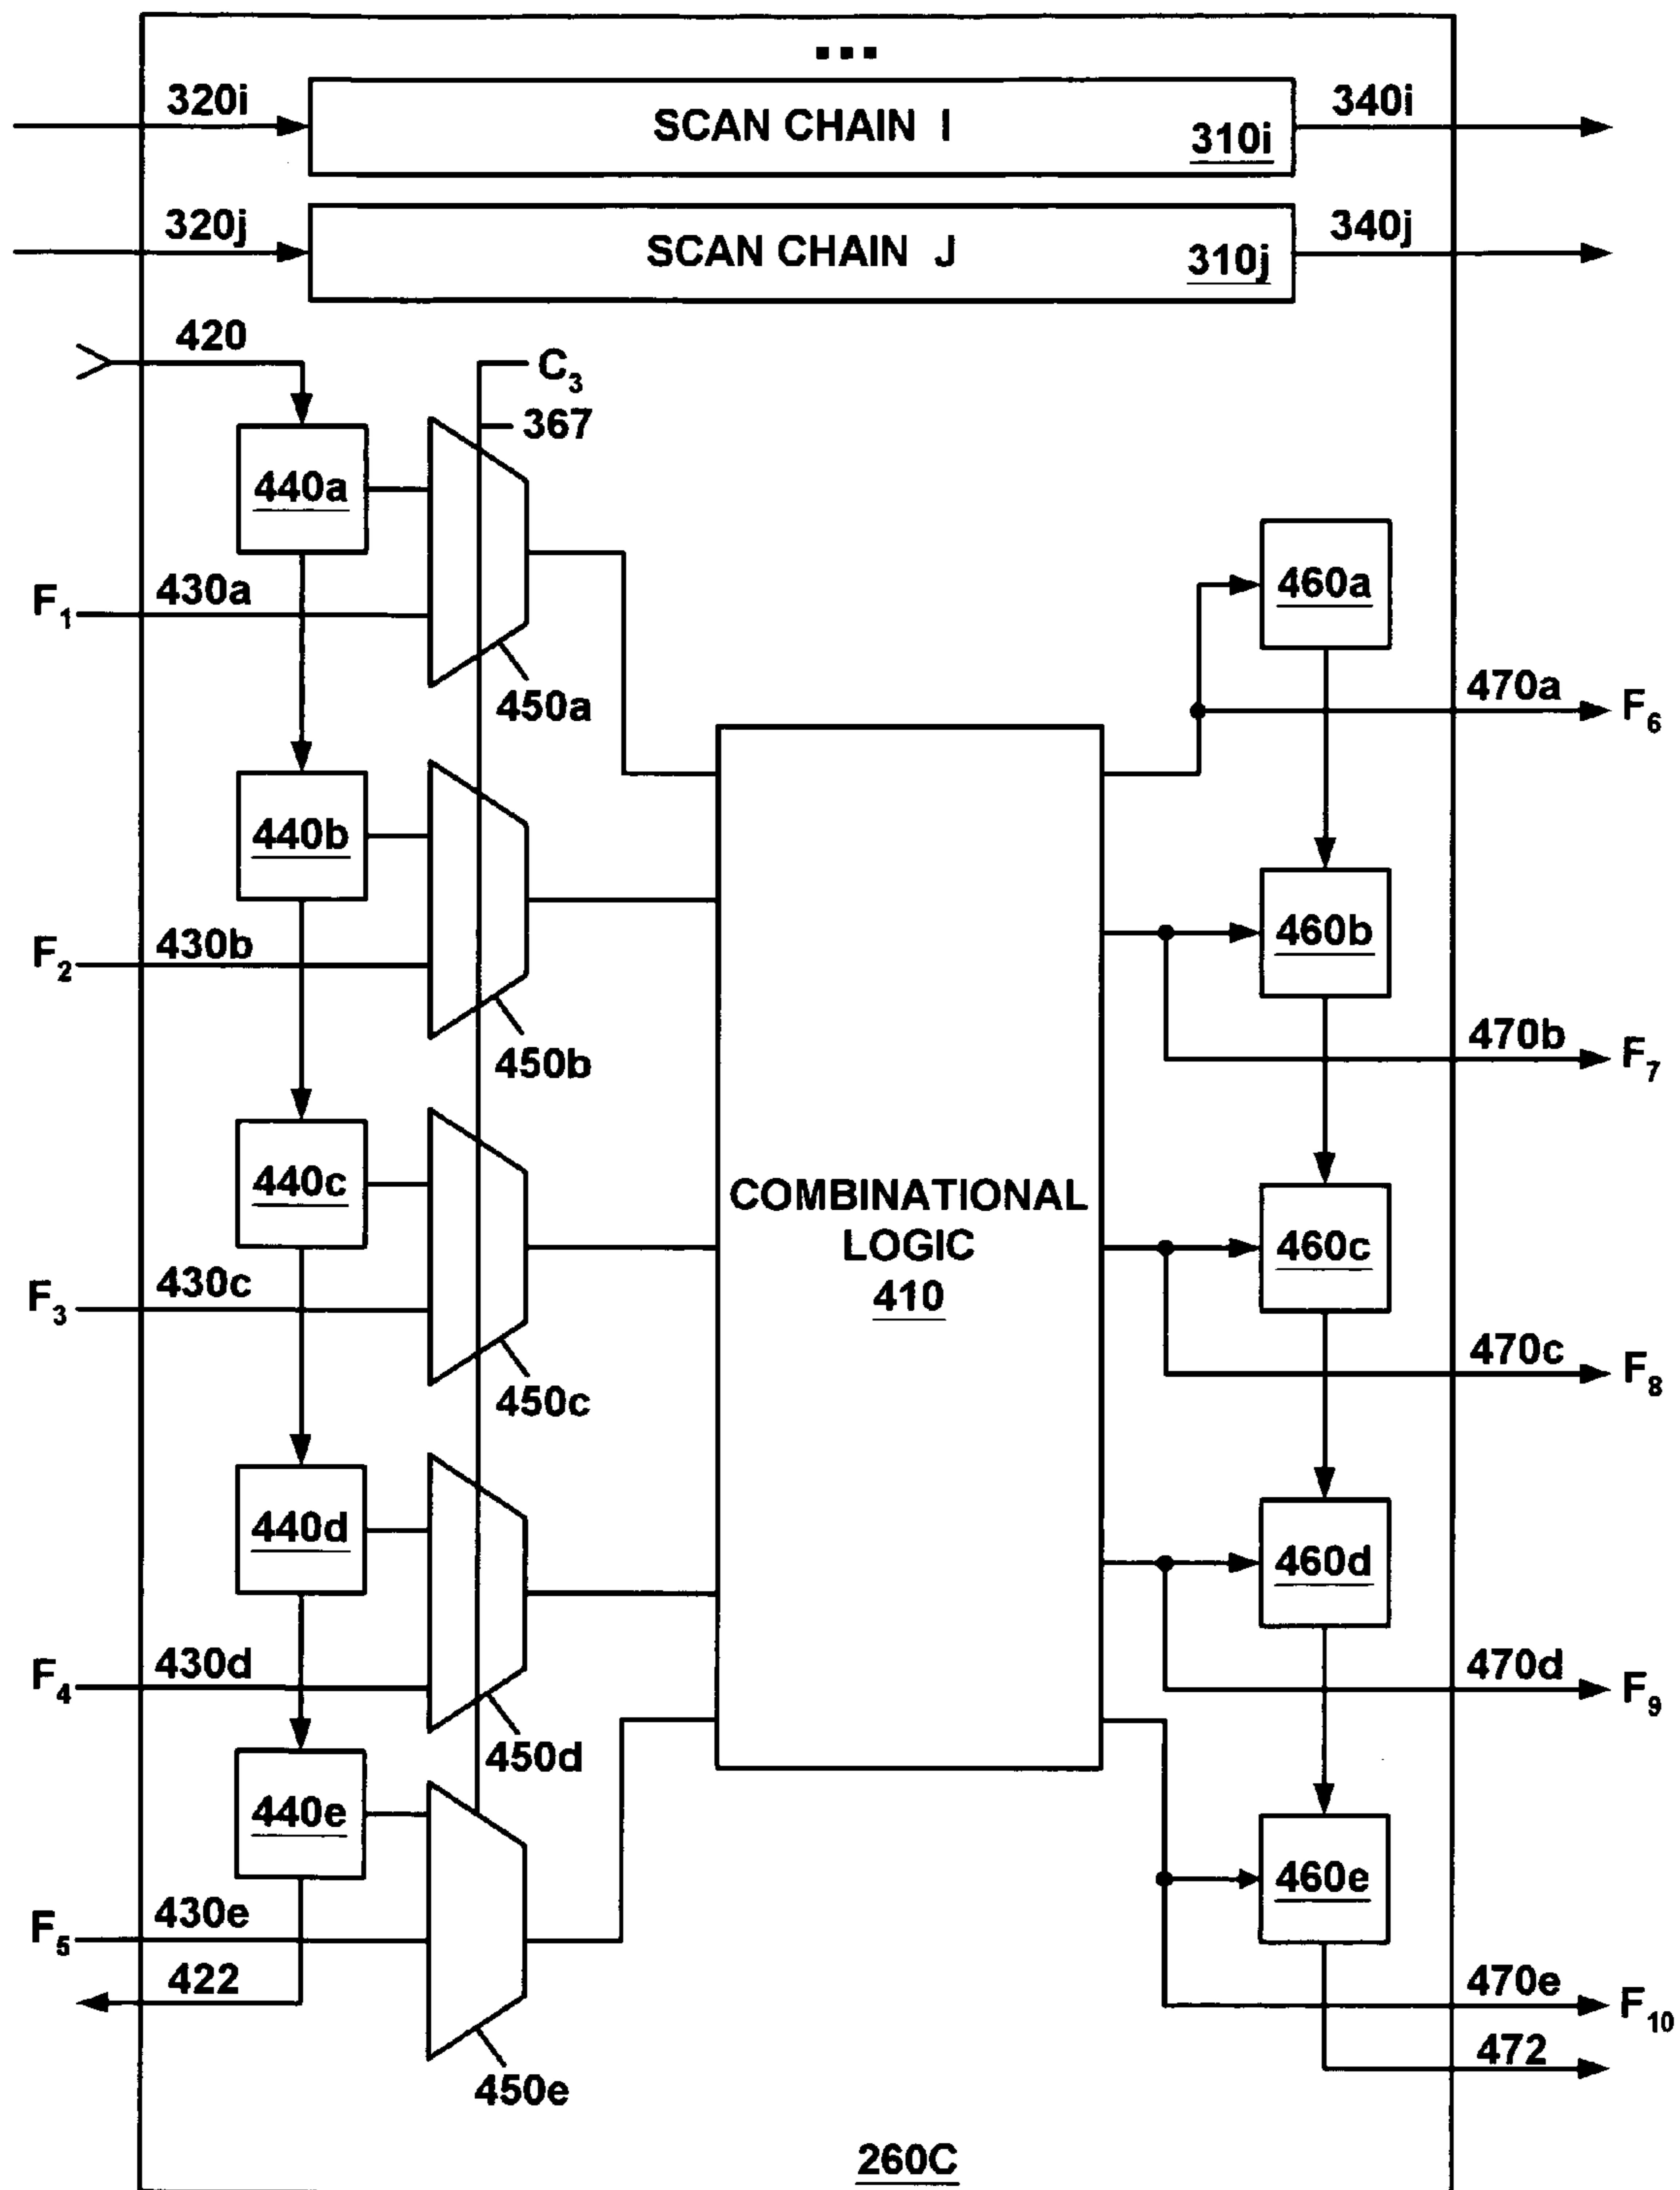 ...
320i
SCAN CHAIN I
310i
340i
320j
SCAN CHAIN J
310j
340j
420
C3
367
440a
460a
F1
430a
450a
470a
F6
440b
460b
F2
430b
450b
470b
F7
440c
COMBINATIONAL
LOGIC
410
460c
F3
430c
450c
470c
F8
440d
460d
F4
430d
450d
470d
F9
440e
460e
F5
430e
422
450e
470e
F10
472
260C